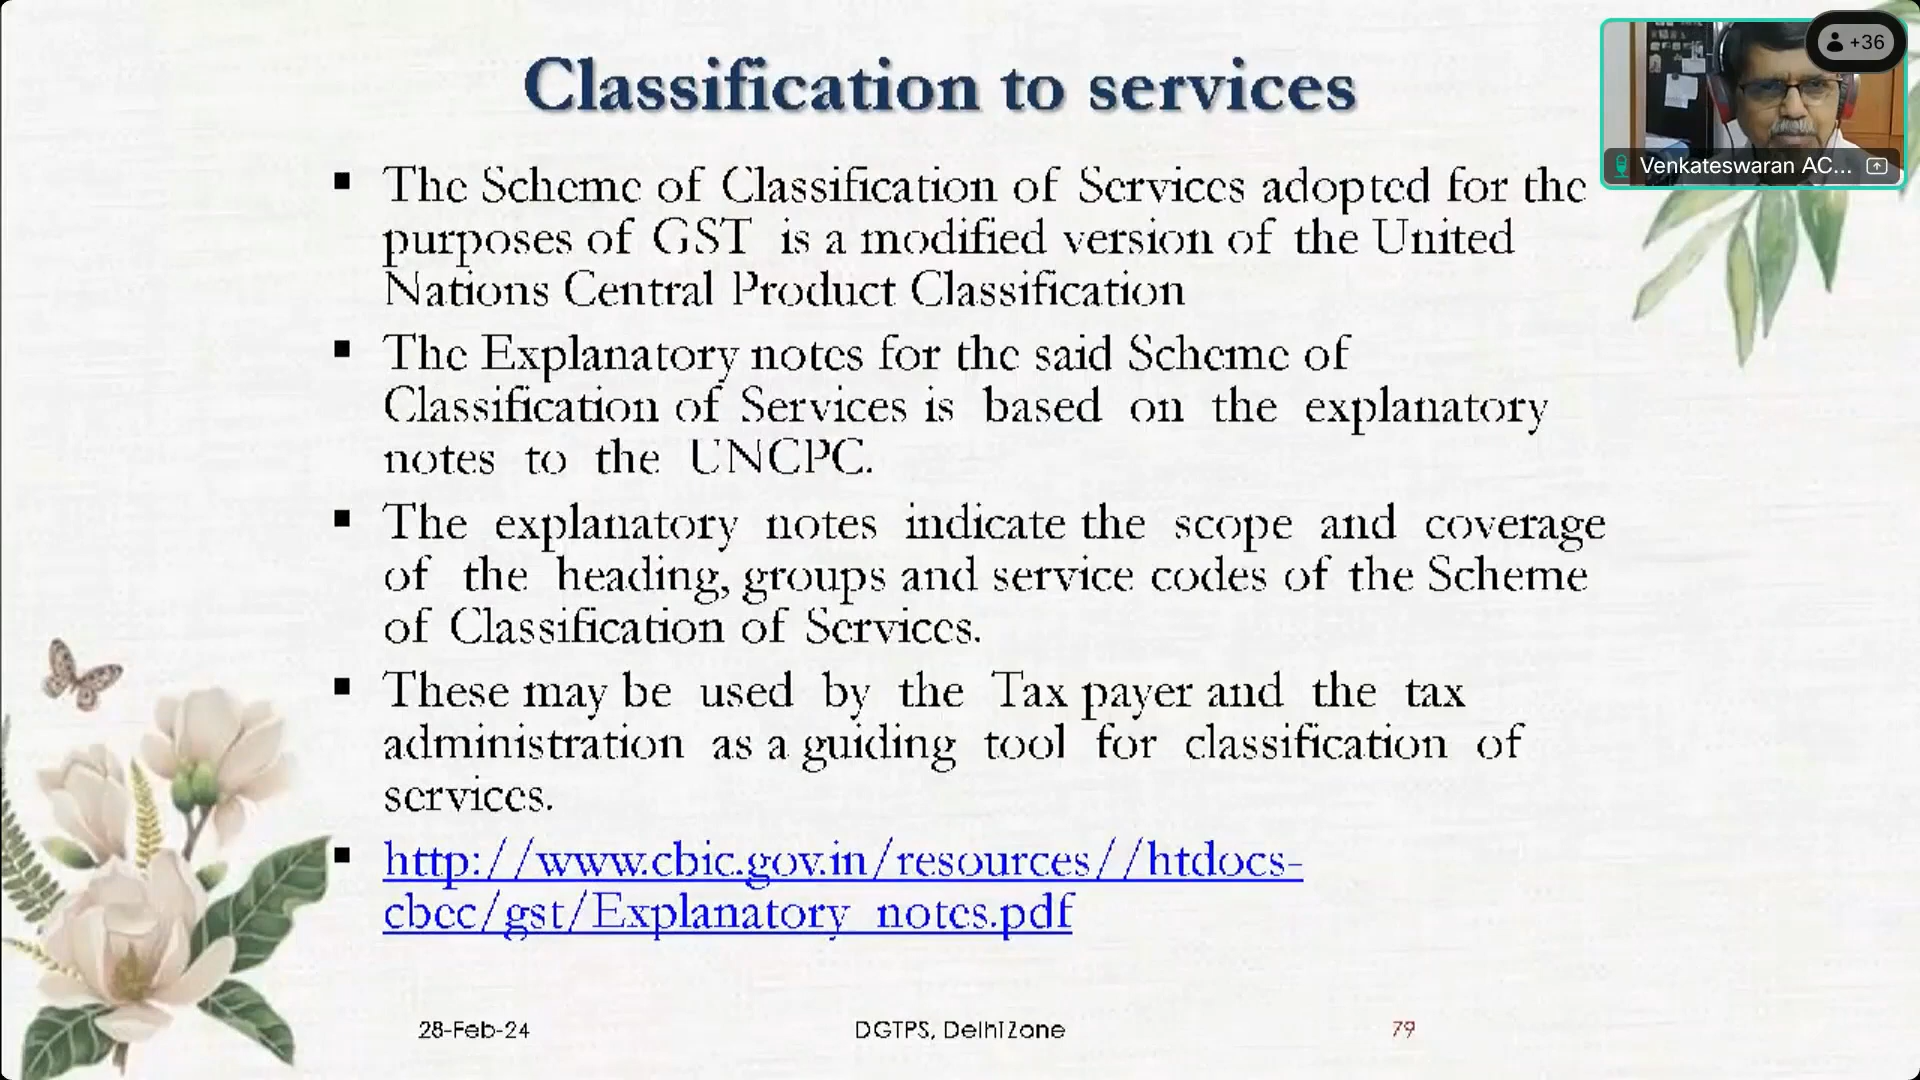 Classification to services
+36
Venkateswaran AC...
▪ The Scheme of Classification of Services adopted for the
purposes of GST is a modified version of the United
Nations Central Product Classification
▪ The Explanatory notes for the said Scheme of
Classification of Services is based on the explanatory
notes to the UNCPC.
▪ The explanatory notes indicate the scope and coverage
of the heading, groups and service codes of the Scheme
of Classification of Services.
▪ These may be used by the Tax payer and the tax
administration as a guiding tool for classification of
services.
▪ http://www.cbic.gov.in/resources//htdocs-
cbec/gst/Explanatory_notes.pdf
28-Feb-24
DGTPS, Delhi Zone
79